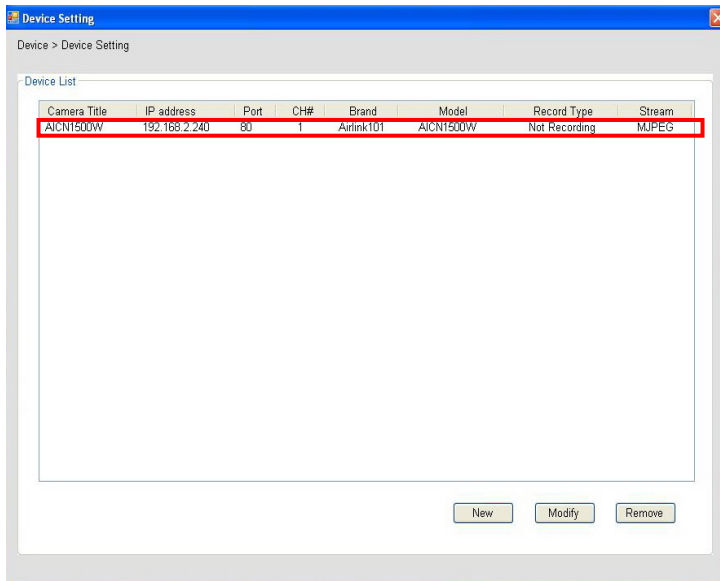 Device Setting
Device > Device Setting
Device List
Camera Title IP address Port CH# Brand Model Record Type Stream
AICN1500W 192.168.2.240 80 1 Airlink101 AICN1500W Not Recording MJPEG
New Modify Remove